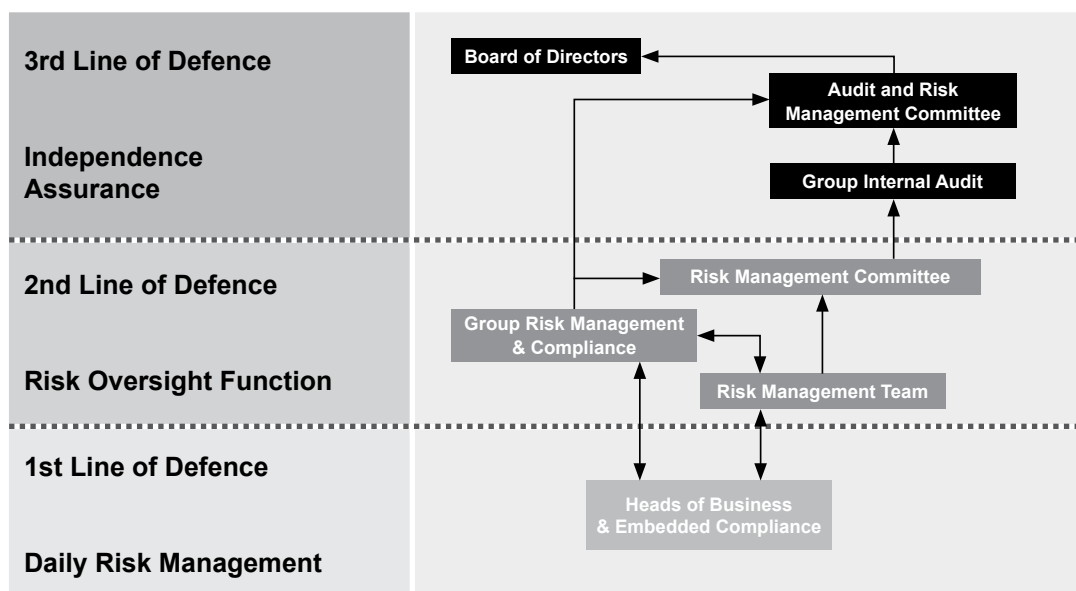 3rd Line of Defence
Independence
Assurance
Board of Directors
Audit and Risk
Management Committee
Group Internal Audit
2nd Line of Defence
Risk Oversight Function
Risk Management Committee
Group Risk Management
& Compliance
Risk Management Team
1st Line of Defence
Daily Risk Management
Heads of Business
& Embedded Compliance